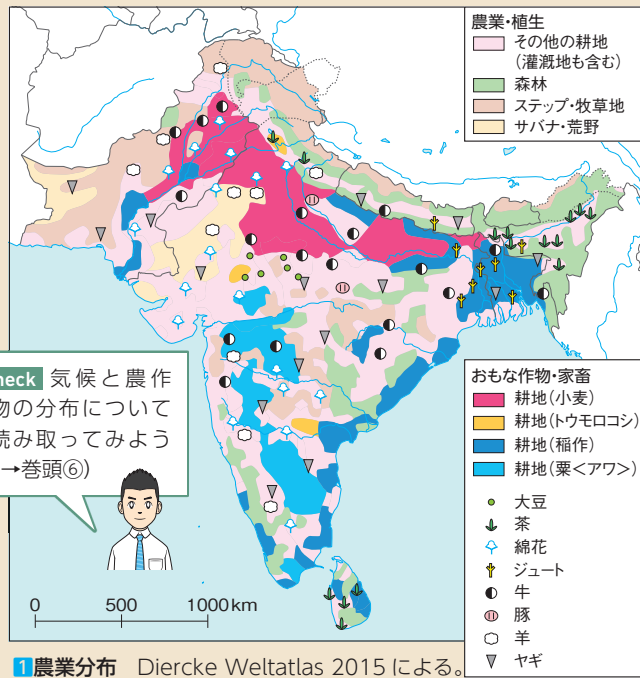 農業・植生
その他の耕地
(灌漑地も含む)
森林
ステップ・牧草地
サバナ・荒野
おもな作物・家畜
耕地(小麦)
耕地(トウモロコシ)
耕地(稲作)
耕地(粟<アワ>)
大豆
茶
綿花
ジュート
牛
豚
羊
ヤギ
heck 気候と農作
物の分布について
読み取ってみよう
→巻頭⑥)
0 500 1000km
1農業分布 Diercke Weltatlas 2015による。